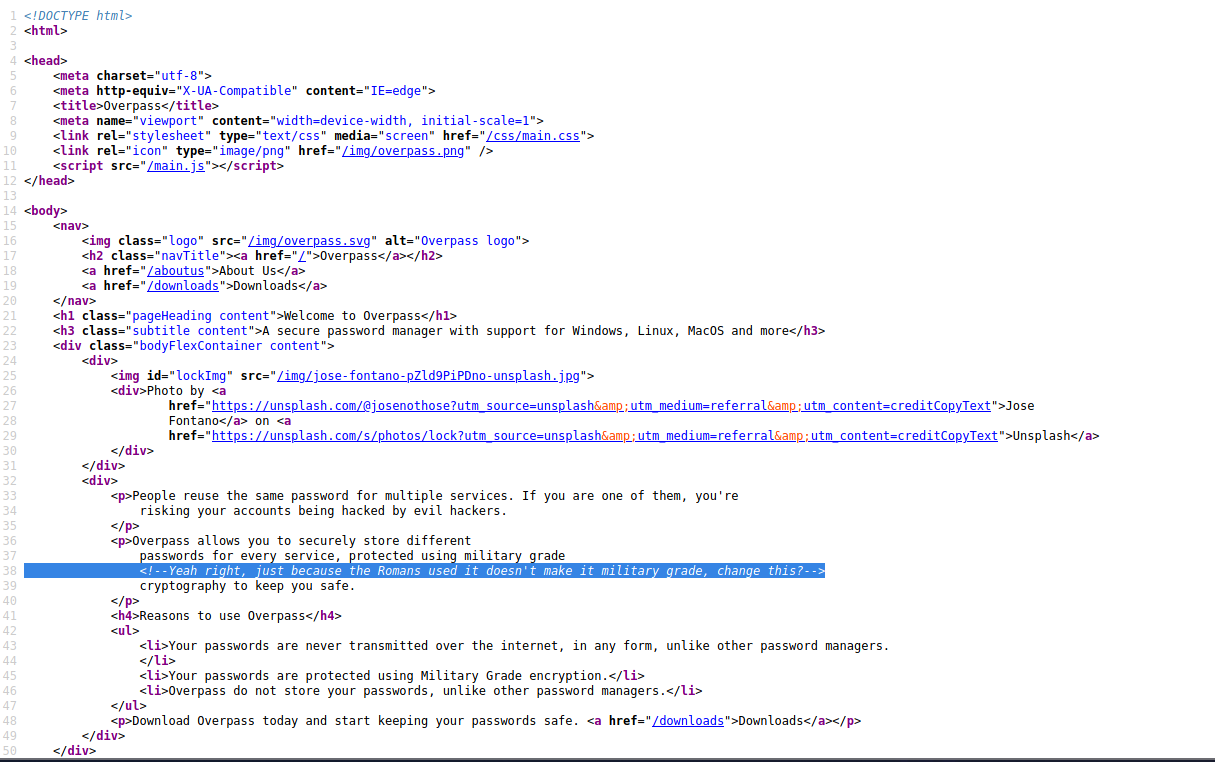 1 <!DOCTYPE html>
2 <html>
3
4 <head>
5     <meta charset="utf-8">
6     <meta http-equiv="X-UA-Compatible" content="IE=edge">
7     <title>Overpass</title>
8     <meta name="viewport" content="width=device-width, initial-scale=1">
9     <link rel="stylesheet" type="text/css" media="screen" href="/css/main.css">
10     <link rel="icon" type="image/png" href="/img/overpass.png" />
11     <script src="/main.js"></script>
12 </head>
13
14 <body>
15     <nav>
16         <img class="logo" src="/img/overpass.svg" alt="Overpass logo">
17         <h2 class="navTitle"><a href="/">Overpass</a></h2>
18         <a href="/aboutus">About Us</a>
19         <a href="/downloads">Downloads</a>
20     </nav>
21     <h1 class="pageHeading content">Welcome to Overpass</h1>
22     <h3 class="subtitle content">A secure password manager with support for Windows, Linux, MacOS and more</h3>
23     <div class="bodyFlexContainer content">
24         <div>
25             <img id="lockImg" src="/img/jose-fontano-pZld9PiPDno-unsplash.jpg">
26             <div>Photo by <a
27                     href="https://unsplash.com/@josenothose?utm_source=unsplash&amp;utm_medium=referral&amp;utm_content=creditCopyText">Jose
28                     Fontano</a> on <a
29                     href="https://unsplash.com/s/photos/lock?utm_source=unsplash&amp;utm_medium=referral&amp;utm_content=creditCopyText">Unsplash</a>
30             </div>
31         </div>
32         <div>
33             <p>People reuse the same password for multiple services. If you are one of them, you're
34                 risking your accounts being hacked by evil hackers.
35             </p>
36             <p>Overpass allows you to securely store different
37                 passwords for every service, protected using military grade
38                 <!--Yeah right, just because the Romans used it doesn't make it military grade, change this?-->
39                 cryptography to keep you safe.
40             </p>
41             <h4>Reasons to use Overpass</h4>
42             <ul>
43                 <li>Your passwords are never transmitted over the internet, in any form, unlike other password managers.
44                 </li>
45                 <li>Your passwords are protected using Military Grade encryption.</li>
46                 <li>Overpass do not store your passwords, unlike other password managers.</li>
47             </ul>
48             <p>Download Overpass today and start keeping your passwords safe. <a href="/downloads">Downloads</a></p>
49         </div>
50     </div>